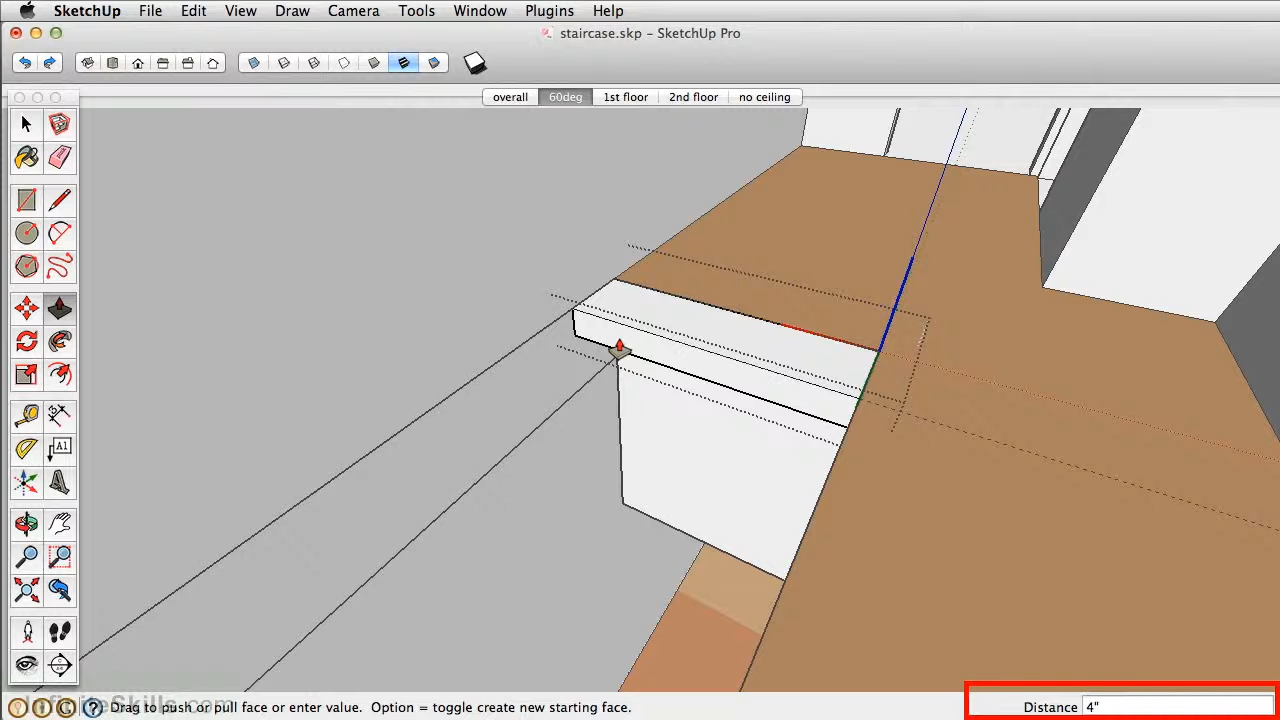 SketchUp File Edit View Draw Camera Tools Window Plugins Help
staircase.skp - SketchUp Pro
overall 60deg 1st floor 2nd floor no ceiling
A1
InfiniteSkills.com
Drag to push or pull face or enter value. Option = toggle create new starting face. Distance 4"